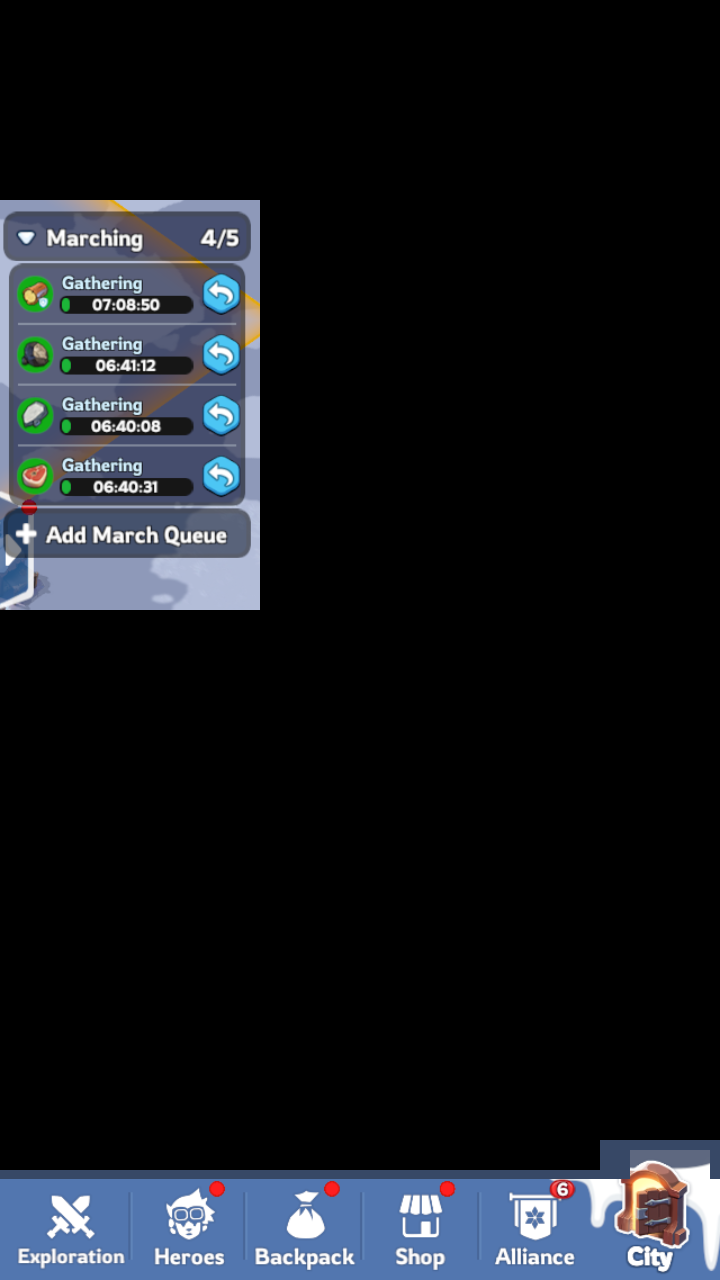 Marching 4/5
Gathering
07:08:50
Gathering
06:41:12
Gathering
06:40:08
Gathering
06:40:31
+ Add March Queue
6
Exploration Heroes Backpack Shop Alliance City